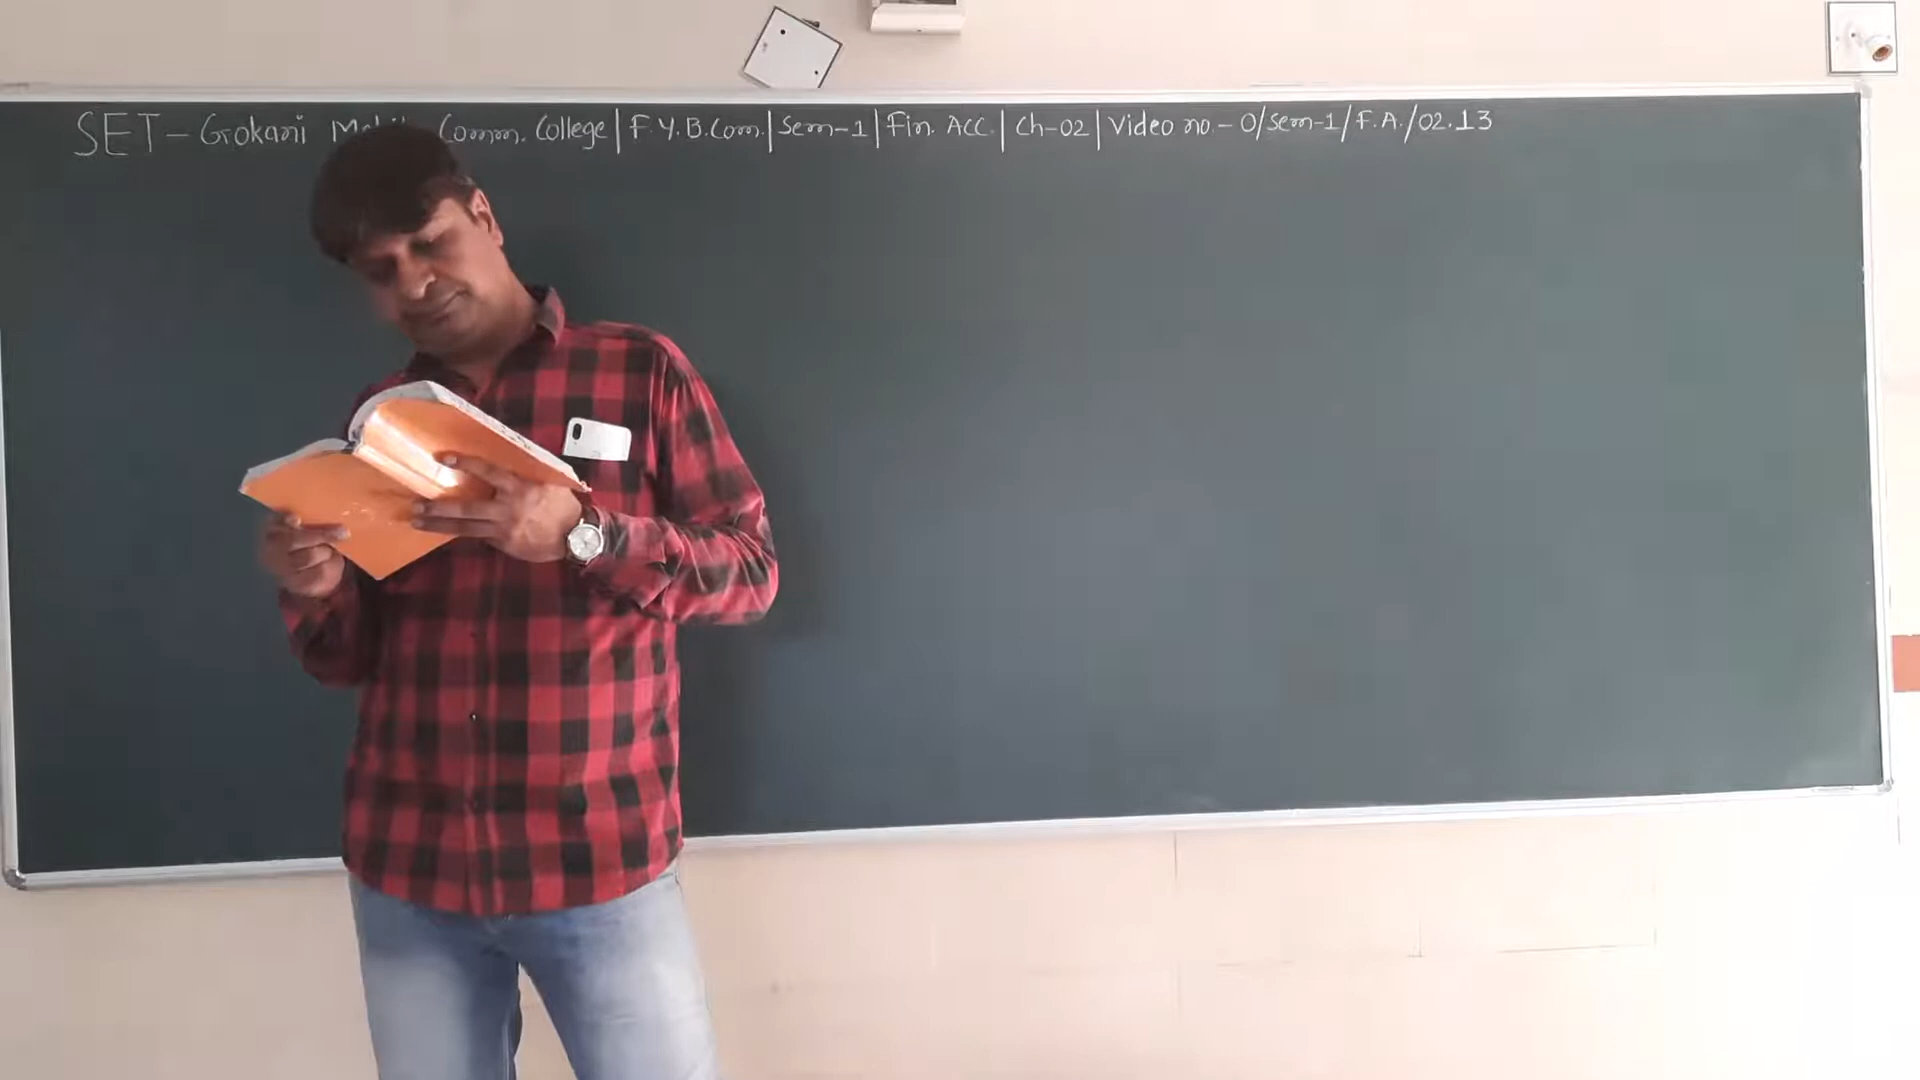 SET - Gokani Comm. College | F.Y.B.Com. | Sem-1 | Fin. ACC. | Ch-02 | Video no. - 0/Sem-1/F.A./02.13